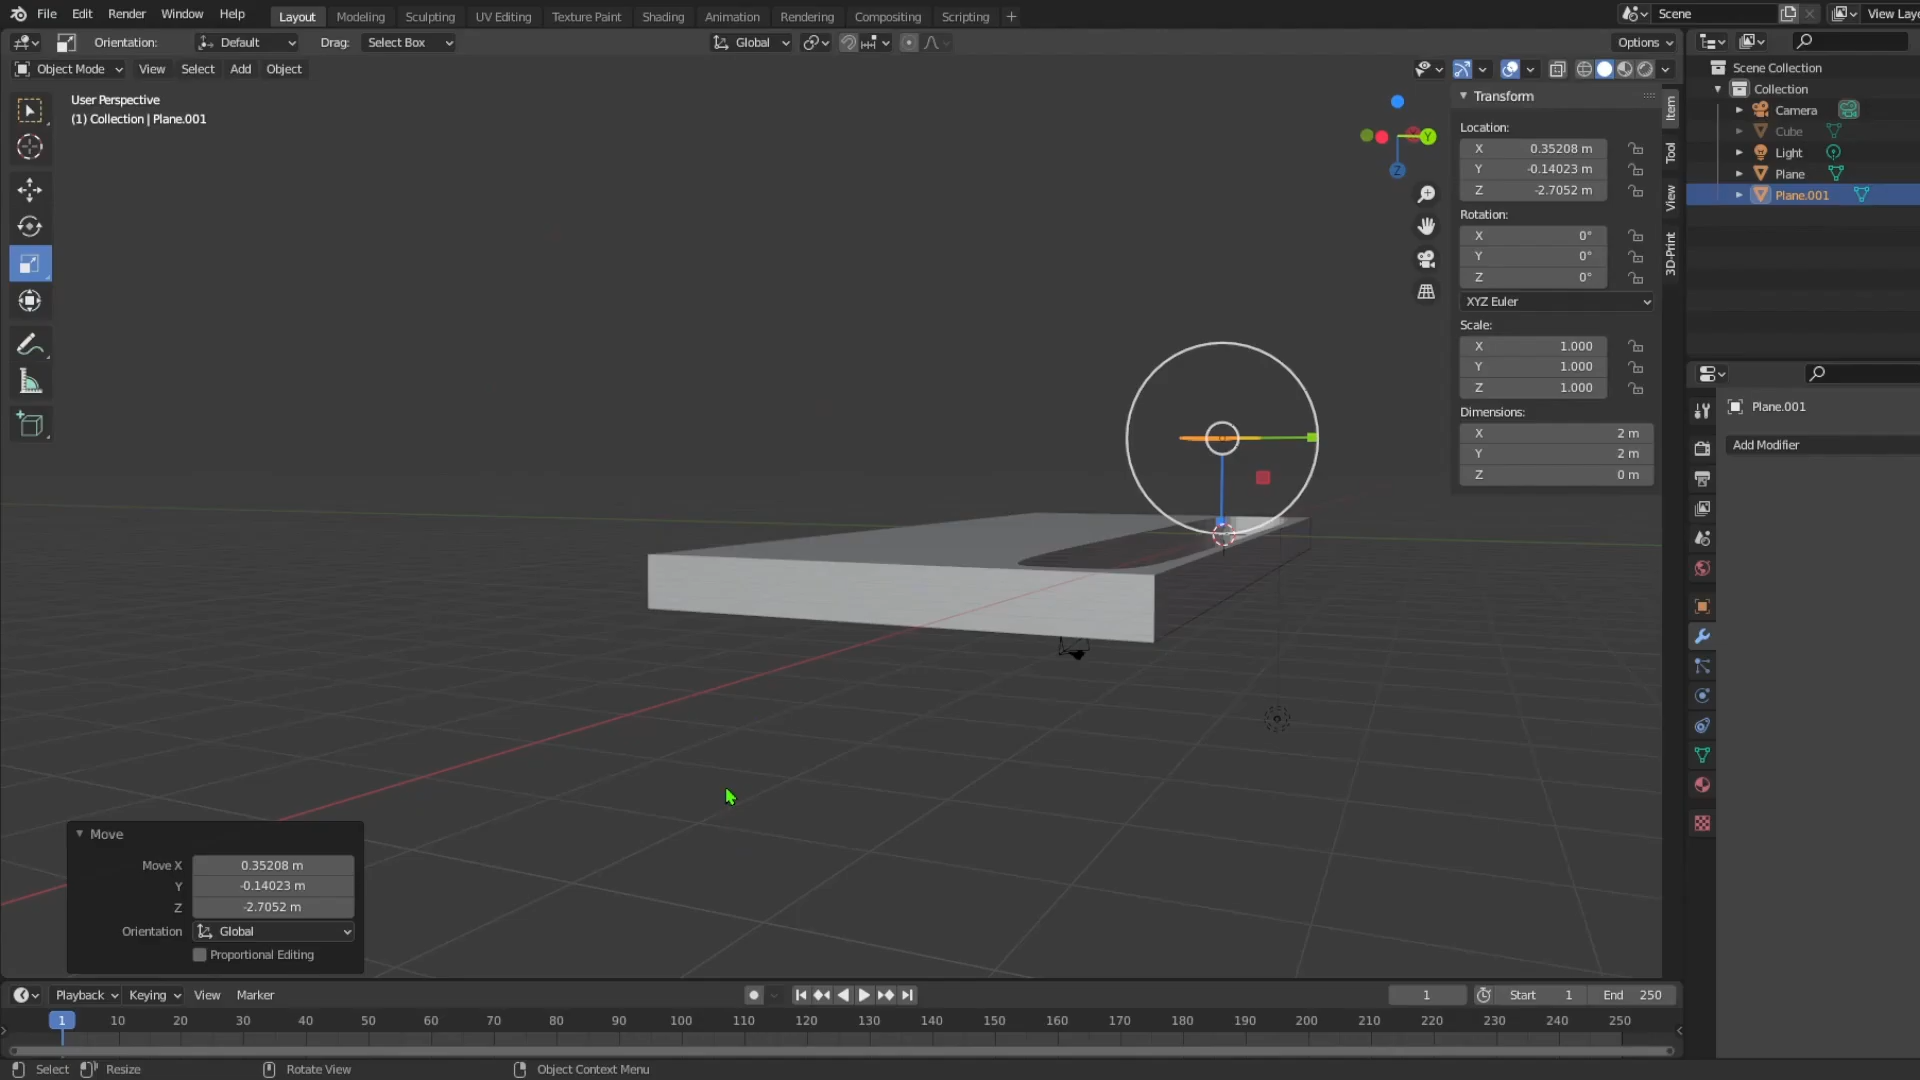 File Edit Render Window Help Layout Modeling Sculpting UV Editing Texture Paint Shading Animation Rendering Compositing Scripting + Scene View Laye
Orientation: Default Drag: Select Box Global Options
Object Mode View Select Add Object
User Perspective
(1) Collection | Plane.001
Y
Z
Transform
Location:
X 0.35208 m
Y -0.14023 m
Z -2.7052 m
Rotation:
X 0°
Y 0°
Z 0°
XYZ Euler
Scale:
X 1.000
Y 1.000
Z 1.000
Dimensions:
X 2 m
Y 2 m
Z 0 m
Item
Tool
View
3D-Print
Scene Collection
Collection
Camera
Cube
Light
Plane
Plane.001
Plane.001
Add Modifier
Move
Move X 0.35208 m
Y -0.14023 m
Z -2.7052 m
Orientation Global
Proportional Editing
Playback Keying View Marker 1 Start 1 End 250
1 10 20 30 40 50 60 70 80 90 100 110 120 130 140 150 160 170 180 190 200 210 220 230 240 250
Select Resize Rotate View Object Context Menu